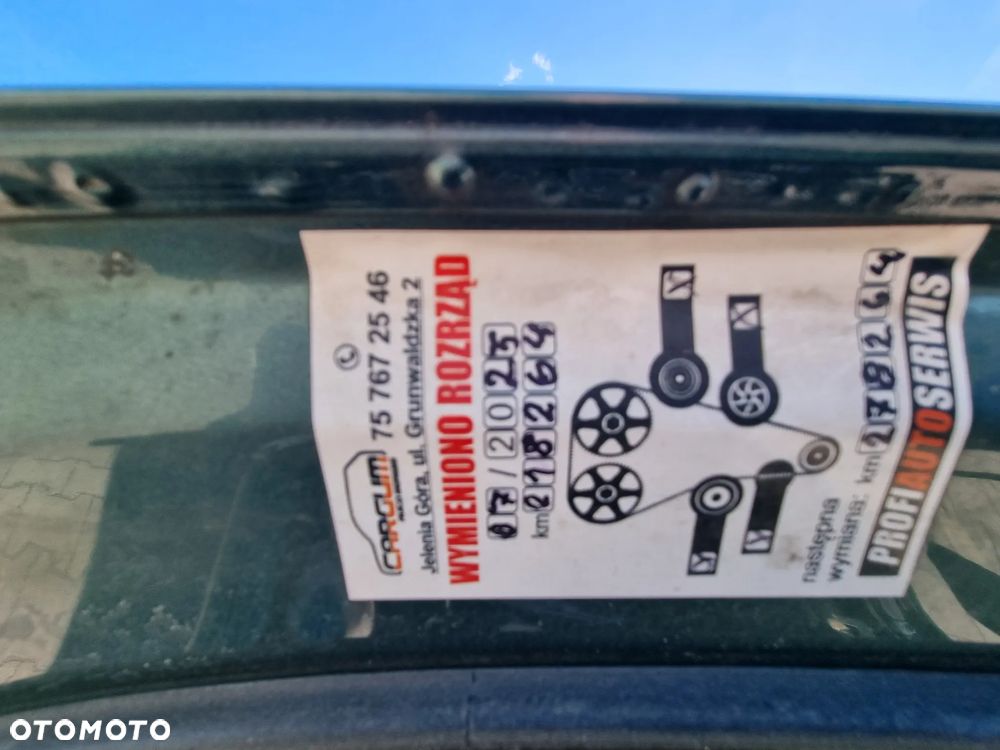 CARGUM 75 767 25 46
Jelenia Góra, ul. Grunwaldzka 2
WYMIENIONO ROZRZĄD
07/2025
km 218264
następna
wymiana: km 278264
PROFIAUTOSERWIS
OTOMOTO